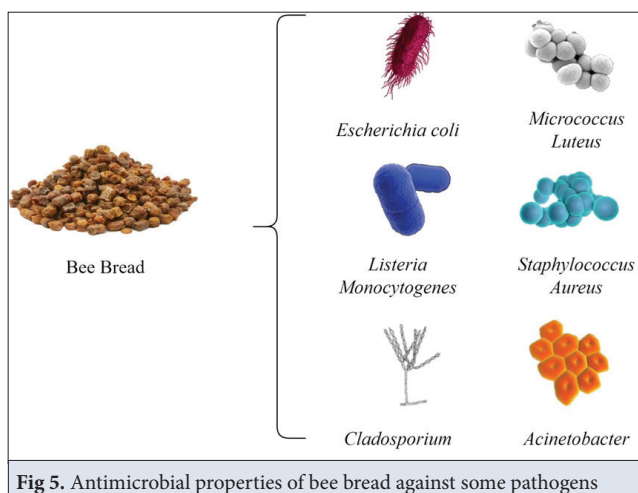 Escherichia coli
Micrococcus
Luteus
Bee Bread
Listeria
Monocytogenes
Staphylococcus
Aureus
Cladosporium
Acinetobacter
Fig 5. Antimicrobial properties of bee bread against some pathogens